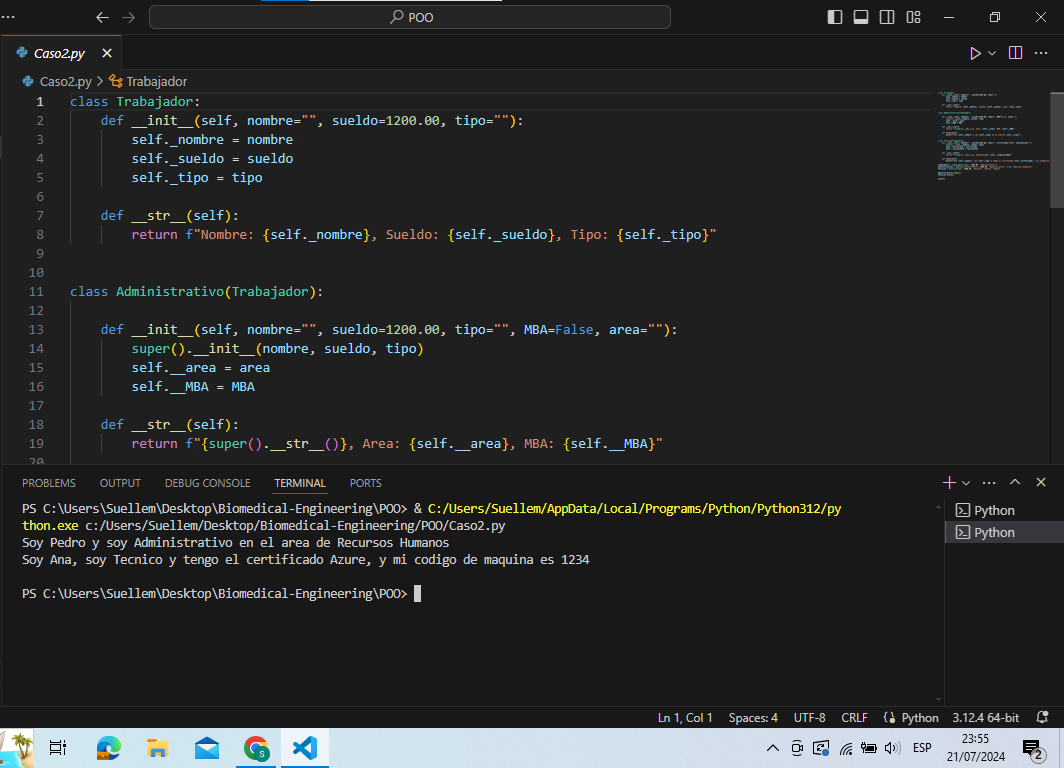 POO
Caso2.py
Caso2.py > Trabajador
1 class Trabajador:
2 def __init__(self, nombre="", sueldo=1200.00, tipo=""):
3 self._nombre = nombre
4 self._sueldo = sueldo
5 self._tipo = tipo
6
7 def __str__(self):
8 return f"Nombre: {self._nombre}, Sueldo: {self._sueldo}, Tipo: {self._tipo}"
9
10
11 class Administrativo(Trabajador):
12
13 def __init__(self, nombre="", sueldo=1200.00, tipo="", MBA=False, area=""):
14 super().__init__(nombre, sueldo, tipo)
15 self.__area = area
16 self.__MBA = MBA
17
18 def __str__(self):
19 return f"{super().__str__()}, Area: {self.__area}, MBA: {self.__MBA}"
20
PROBLEMS OUTPUT DEBUG CONSOLE TERMINAL PORTS
PS C:\Users\Suellem\Desktop\Biomedical-Engineering\POO> & C:/Users/Suellem/AppData/Local/Programs/Python/Python312/py
thon.exe c:/Users/Suellem/Desktop/Biomedical-Engineering/POO/Caso2.py
Soy Pedro y soy Administrativo en el area de Recursos Humanos
Soy Ana, soy Tecnico y tengo el certificado Azure, y mi codigo de maquina es 1234
PS C:\Users\Suellem\Desktop\Biomedical-Engineering\POO>
Python
Python
Ln 1, Col 1 Spaces: 4 UTF-8 CRLF Python 3.12.4 64-bit
S
ESP
23:55
21/07/2024
2